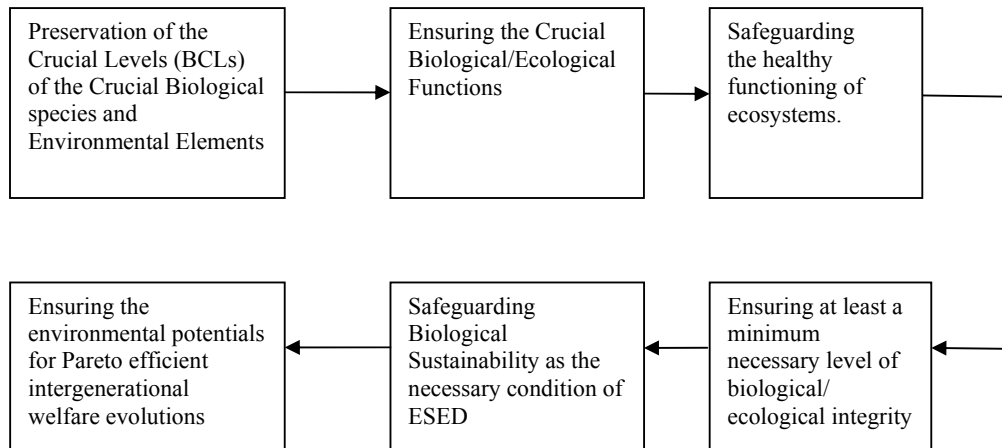 Preservation of the
Crucial Levels (BCLs)
of the Crucial Biological
species and
Environmental Elements
Ensuring the Crucial
Biological/Ecological
Functions
Safeguarding
the healthy
functioning of
ecosystems.
Ensuring at least a
minimum
necessary level of
biological/
ecological integrity
Safeguarding
Biological
Sustainability as the
necessary condition of
ESED
Ensuring the
environmental potentials
for Pareto efficient
intergenerational
welfare evolutions